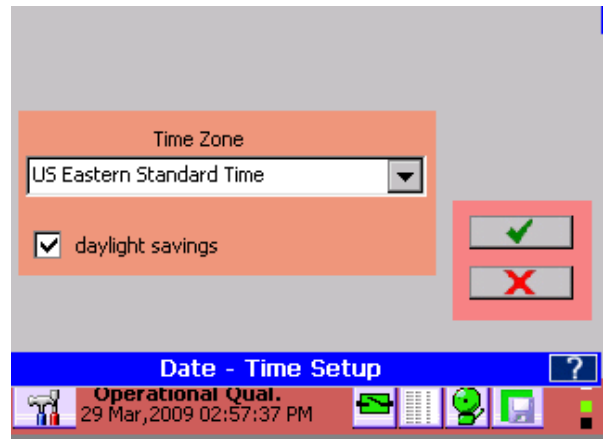 Time Zone
US Eastern Standard Time
daylight savings
Date - Time Setup
?
Operational Qual.
29 Mar,2009 02:57:37 PM